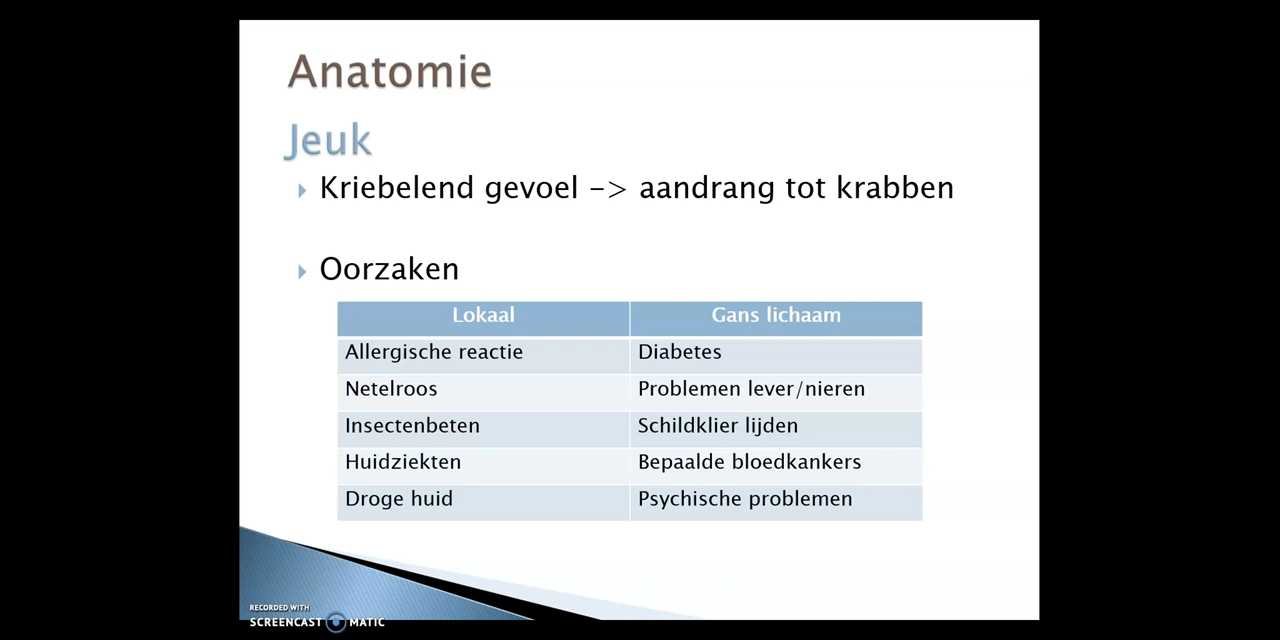 Anatomie
Jeuk
Kriebelend gevoel -> aandrang tot krabben
Oorzaken
Lokaal Gans lichaam
Allergische reactie Diabetes
Netelroos Problemen lever/nieren
Insectenbeten Schildklier lijden
Huidziekten Bepaalde bloedkankers
Droge huid Psychische problemen
RECORDED WITH
SCREENCAST MATIC